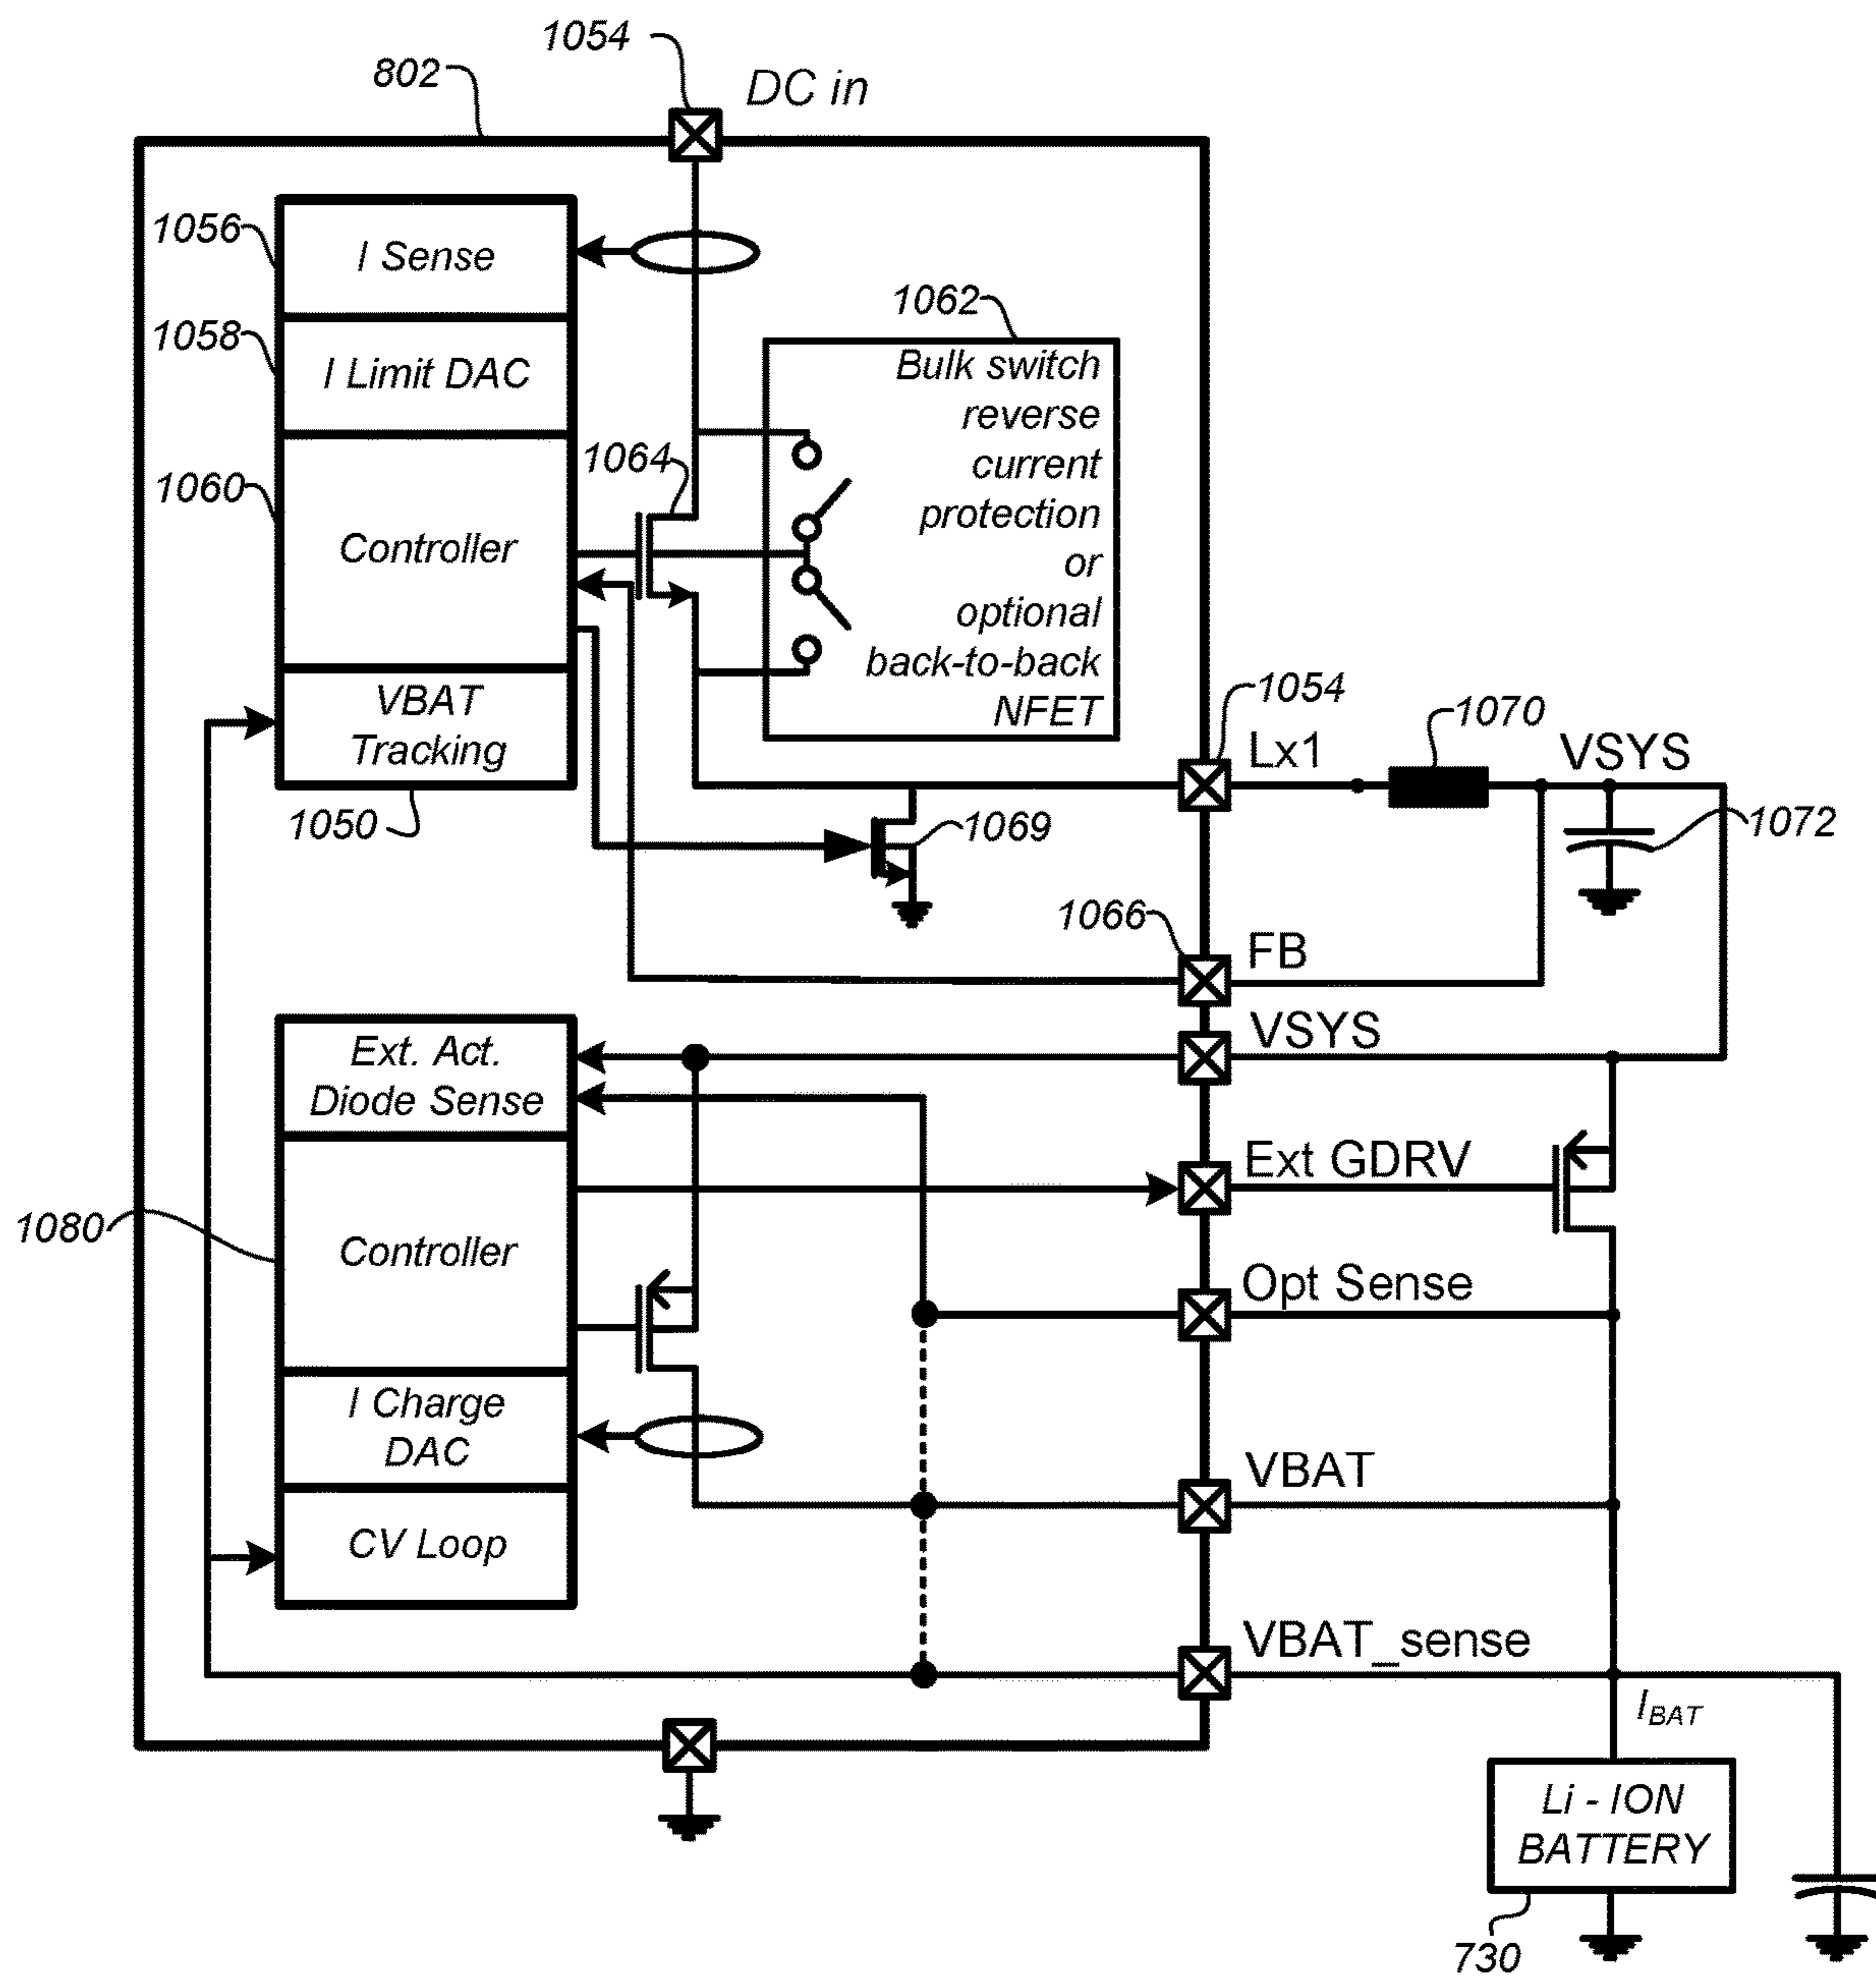 1054
802
DC in
1056
I Sense
1062
1058
I Limit DAC
Bulk switch
reverse
current
protection
or
optional
back-to-back
NFET
1064
1060
Controller
VBAT
Tracking
1050
1054
Lx1
1070
VSYS
1072
1069
1066
FB
VSYS
Ext. Act.
Diode Sense
Ext GDRV
1080
Controller
Opt Sense
I Charge
DAC
VBAT
CV Loop
VBAT_sense
IBAT
Li - ION
BATTERY
730